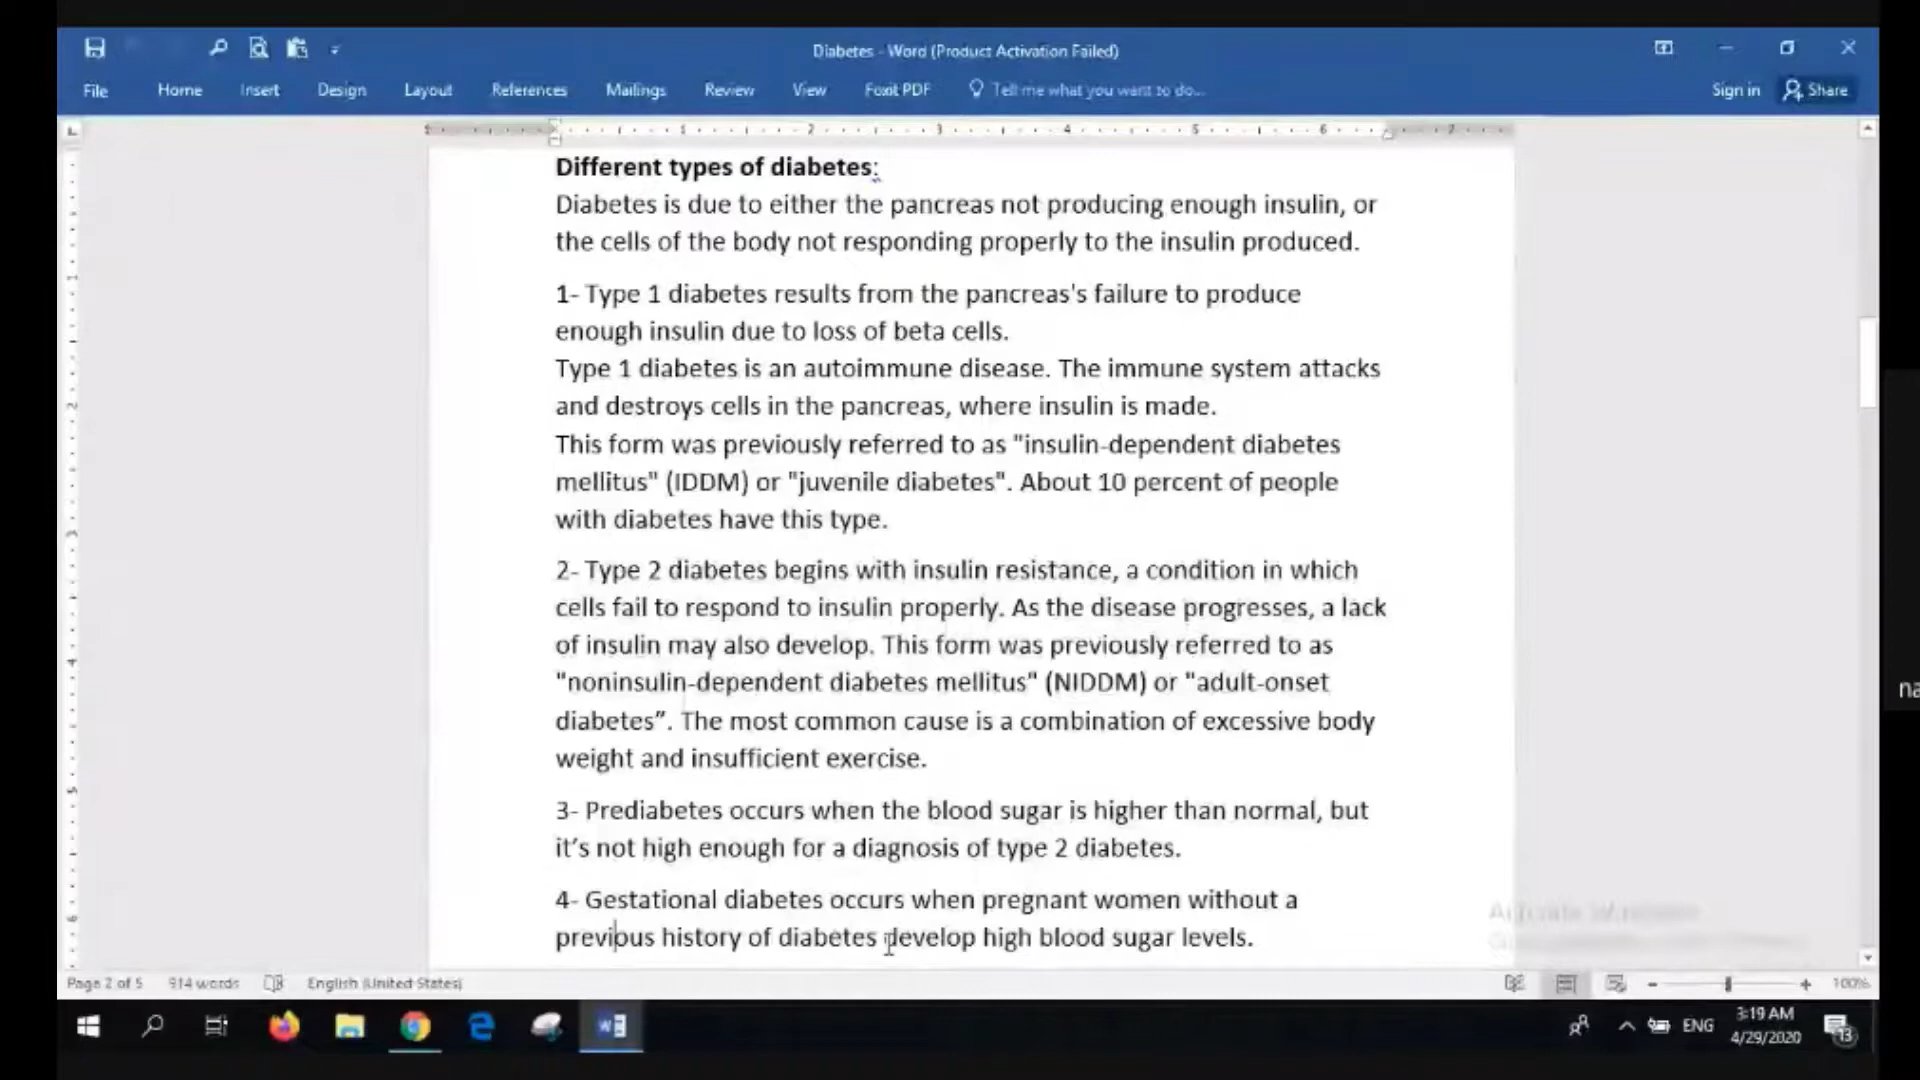 Diabetes - Word (Product Activation Failed)
File Home Insert Design Layout References Mailings Review View Foxit PDF Tell me what you want to do... Sign in Share
Different types of diabetes:
Diabetes is due to either the pancreas not producing enough insulin, or
the cells of the body not responding properly to the insulin produced.
1- Type 1 diabetes results from the pancreas's failure to produce
enough insulin due to loss of beta cells.
Type 1 diabetes is an autoimmune disease. The immune system attacks
and destroys cells in the pancreas, where insulin is made.
This form was previously referred to as "insulin-dependent diabetes
mellitus" (IDDM) or "juvenile diabetes". About 10 percent of people
with diabetes have this type.
2- Type 2 diabetes begins with insulin resistance, a condition in which
cells fail to respond to insulin properly. As the disease progresses, a lack
of insulin may also develop. This form was previously referred to as
"noninsulin-dependent diabetes mellitus" (NIDDM) or "adult-onset
diabetes”. The most common cause is a combination of excessive body
weight and insufficient exercise.
3- Prediabetes occurs when the blood sugar is higher than normal, but
it’s not high enough for a diagnosis of type 2 diabetes.
4- Gestational diabetes occurs when pregnant women without a
previous history of diabetes develop high blood sugar levels.
Activate Windows
na
Page 2 of 5 914 words English (United States) 100%
ENG
3:19 AM
4/29/2020
13